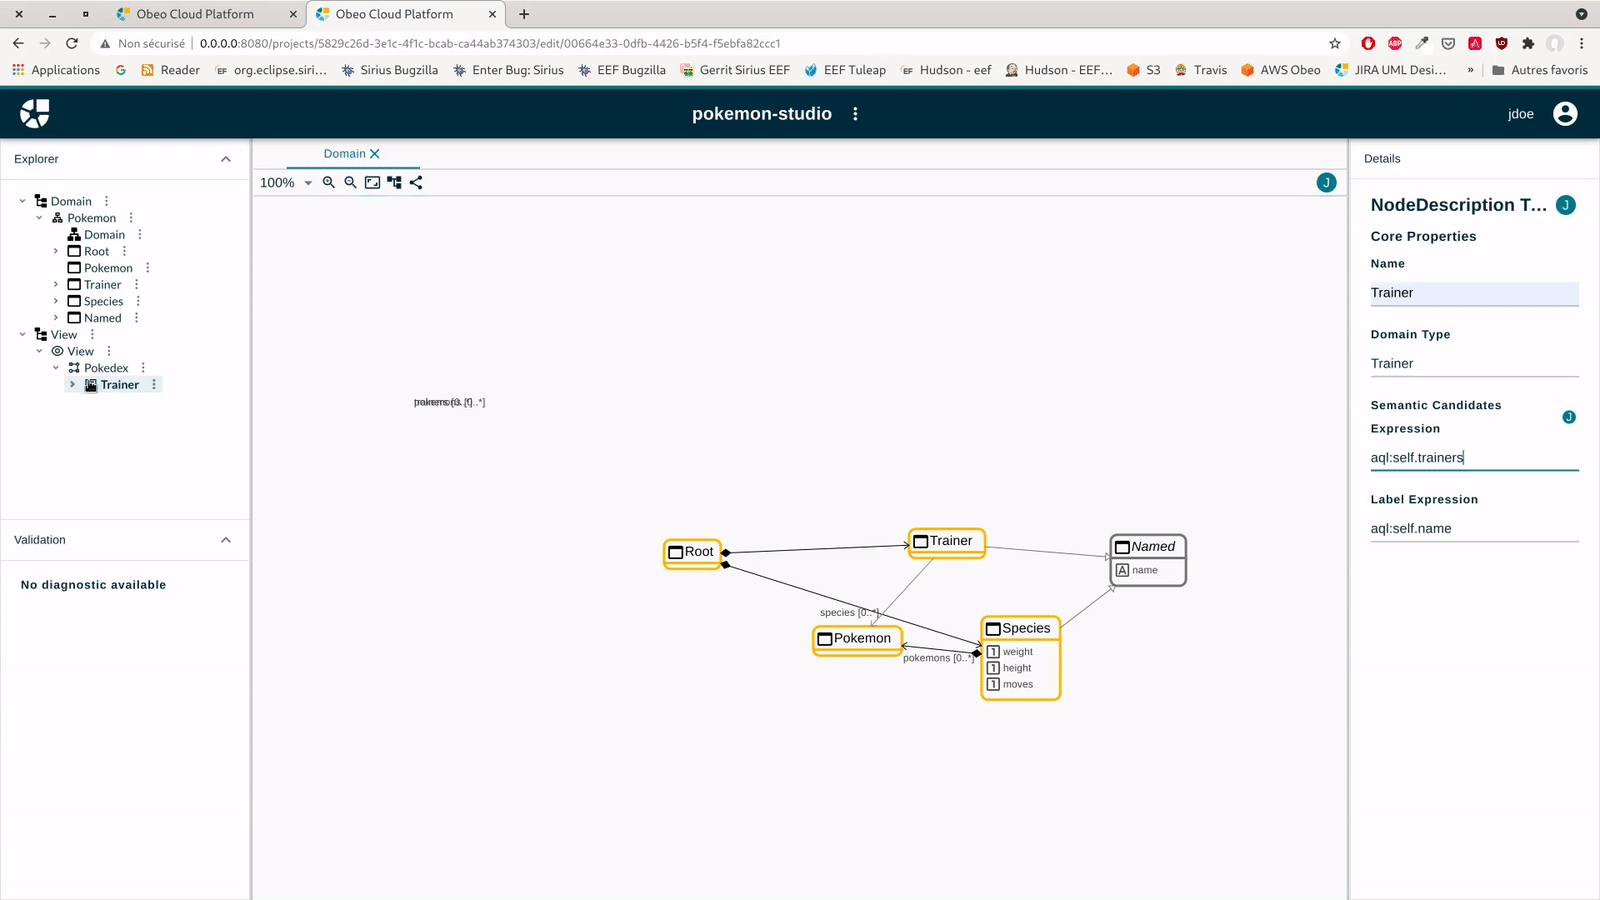 Obeo Cloud Platform
Obeo Cloud Platform
Non sécurisé
0.0.0.0:8080/projects/5829c26d-3e1c-4f1c-bcab-ca44ab374303/edit/00664e33-0dfb-4426-b5f4-f5ebfa82ccc1
Applications
Reader
org.eclipse.siri...
Sirius Bugzilla
Enter Bug: Sirius
EEF Bugzilla
Gerrit Sirius EEF
EEF Tuleap
Hudson - eef
Hudson - EEF...
S3
Travis
AWS Obeo
JIRA UML Desi...
»
Autres favoris
pokemon-studio
jdoe
Explorer
Domain
Pokemon
Domain
Root
Pokemon
Trainer
Species
Named
View
View
Pokedex
Trainer
Validation
No diagnostic available
Domain
100%
J
Root
Trainer
Named
name
species [0..*]
Pokemon
pokemons [0..*]
Species
weight
height
moves
Details
NodeDescription T...
J
Core Properties
Name
Trainer
Domain Type
Trainer
Semantic Candidates
Expression
J
aql:self.trainers
Label Expression
aql:self.name